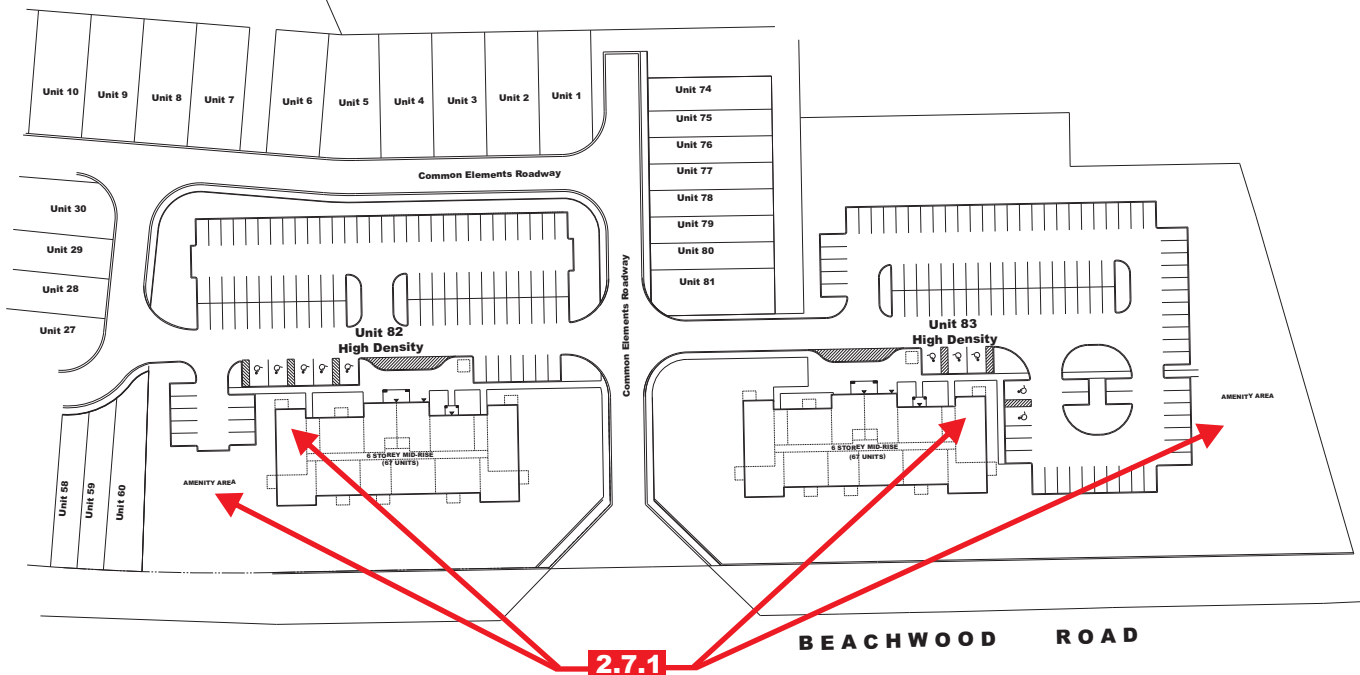 Unit 10
Unit 9
Unit 8
Unit 7
Unit 6
Unit 5
Unit 4
Unit 3
Unit 2
Unit 1
Unit 74
Unit 75
Unit 76
Unit 77
Unit 78
Unit 79
Unit 80
Unit 81
Common Elements Roadway
Unit 30
Unit 29
Unit 28
Unit 27
Common Elements Roadway
Unit 82
High Density
Unit 83
High Density
AMENITY AREA
6 STOREY MID-RISE
(67 UNITS)
6 STOREY MID-RISE
(67 UNITS)
AMENITY AREA
Unit 58
Unit 59
Unit 60
BEACHWOOD ROAD
2.7.1